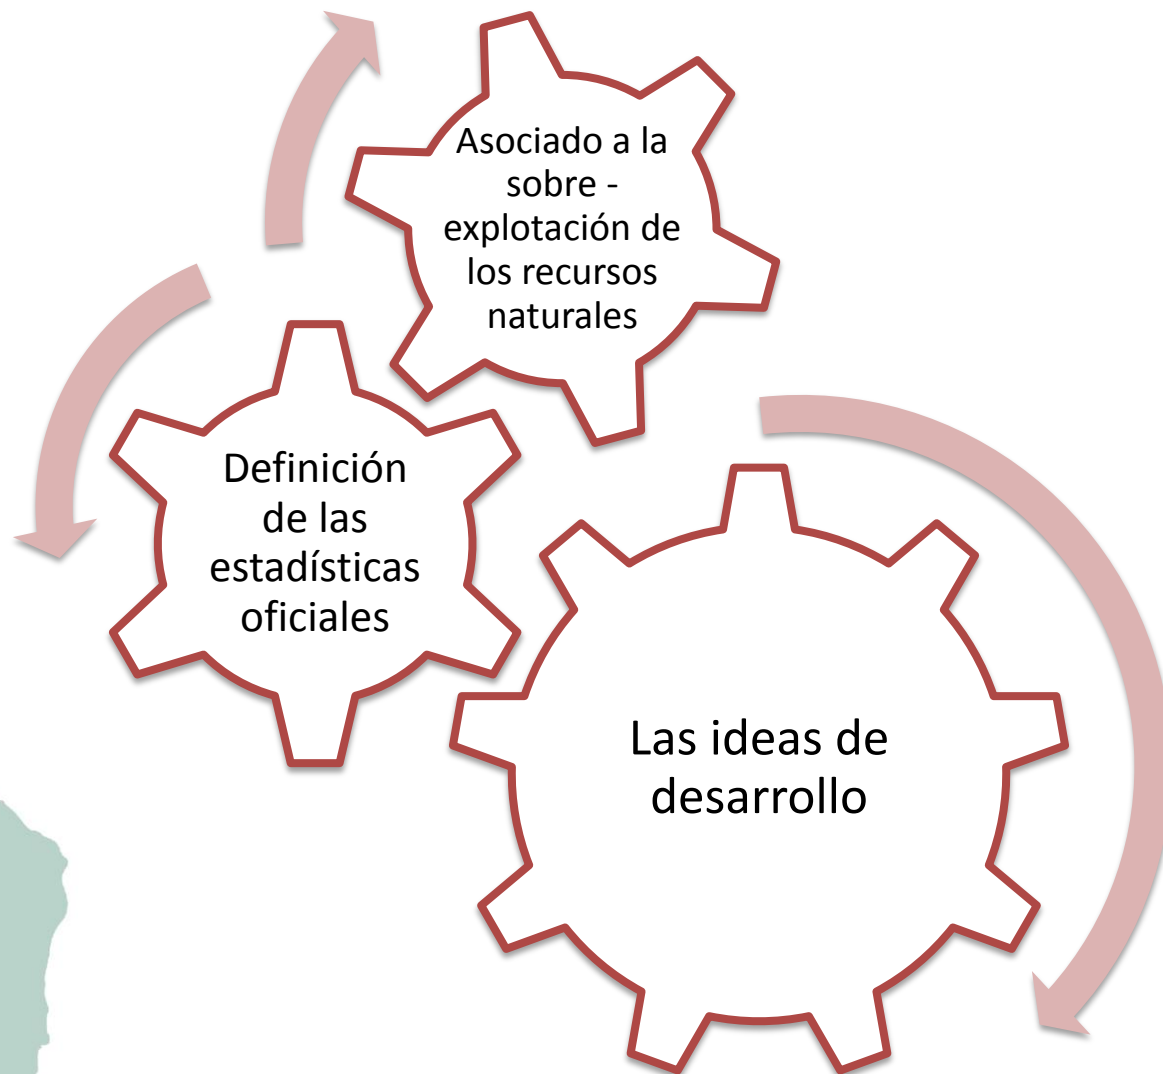 Asociado a la
sobre -
explotación de
los recursos
naturales
Definición
de las
estadísticas
oficiales
Las ideas de
desarrollo